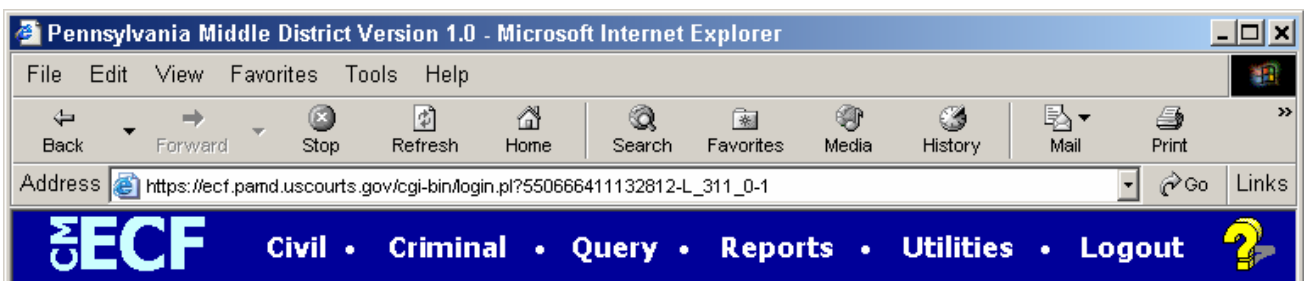 Pennsylvania Middle District Version 1.0 - Microsoft Internet Explorer
File Edit View Favorites Tools Help
Back Forward Stop Refresh Home Search Favorites Media History Mail Print »
Address https://ecf.pamd.uscourts.gov/cgi-bin/login.pl?550666411132812-L_311_0-1 Go Links
CM ECF Civil • Criminal • Query • Reports • Utilities • Logout ?